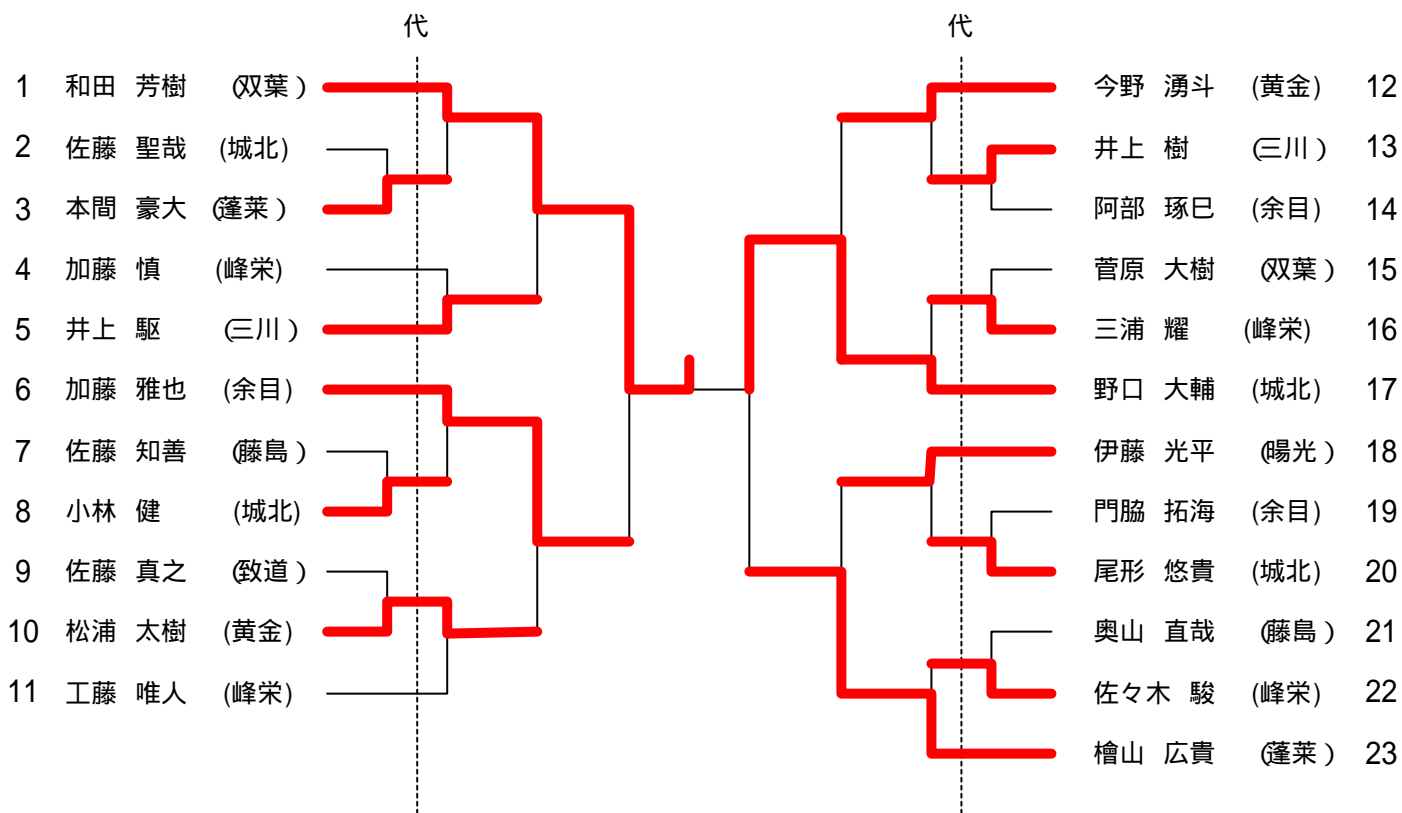 代
代
1 和田 芳樹 (双葉)
2 佐藤 聖哉 (城北)
3 本間 豪大 (蓬莱)
4 加藤 慎 (峰栄)
5 井上 駆 (三川)
6 加藤 雅也 (余目)
7 佐藤 知善 (藤島)
8 小林 健 (城北)
9 佐藤 真之 (致道)
10 松浦 太樹 (黄金)
11 工藤 唯人 (峰栄)
今野 湧斗 (黄金) 12
井上 樹 (三川) 13
阿部 琢巳 (余目) 14
菅原 大樹 (双葉) 15
三浦 耀 (峰栄) 16
野口 大輔 (城北) 17
伊藤 光平 (暘光) 18
門脇 拓海 (余目) 19
尾形 悠貴 (城北) 20
奥山 直哉 (藤島) 21
佐々木 駿 (峰栄) 22
檜山 広貴 (蓬莱) 23